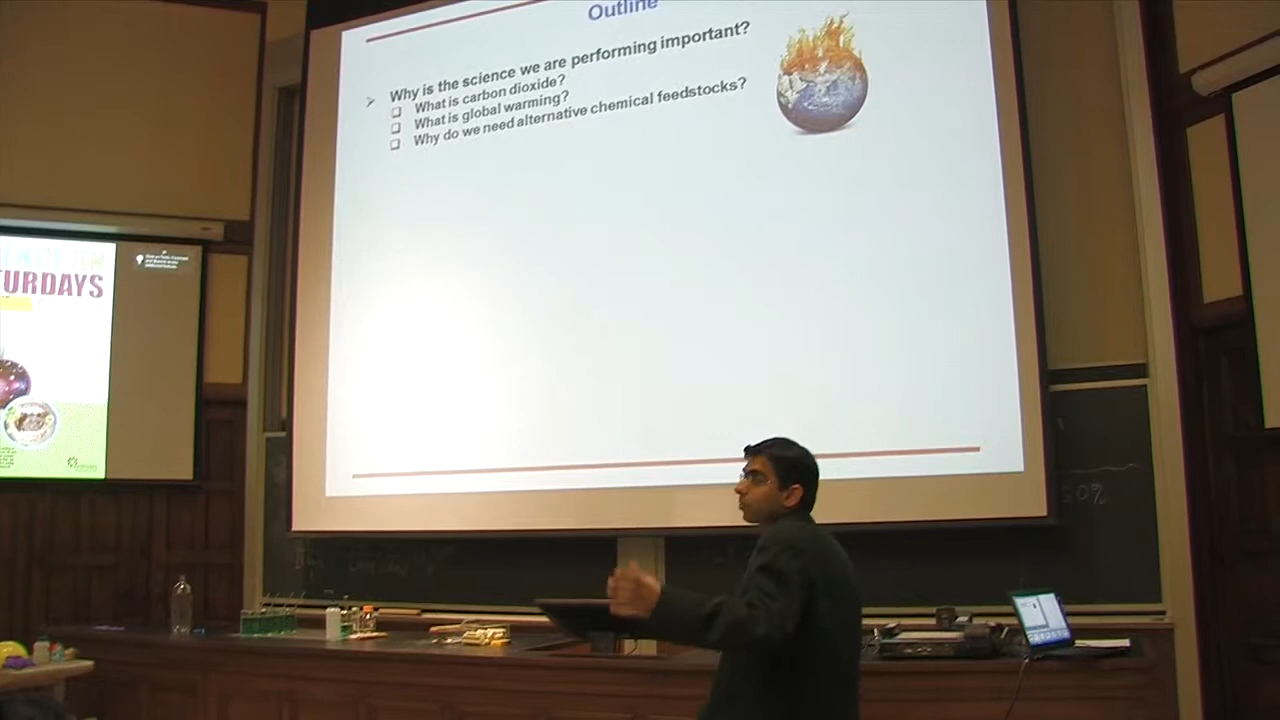 Outline
Why is the science we are performing important?
What is carbon dioxide?
What is global warming?
Why do we need alternative chemical feedstocks?
TURDAYS
50%